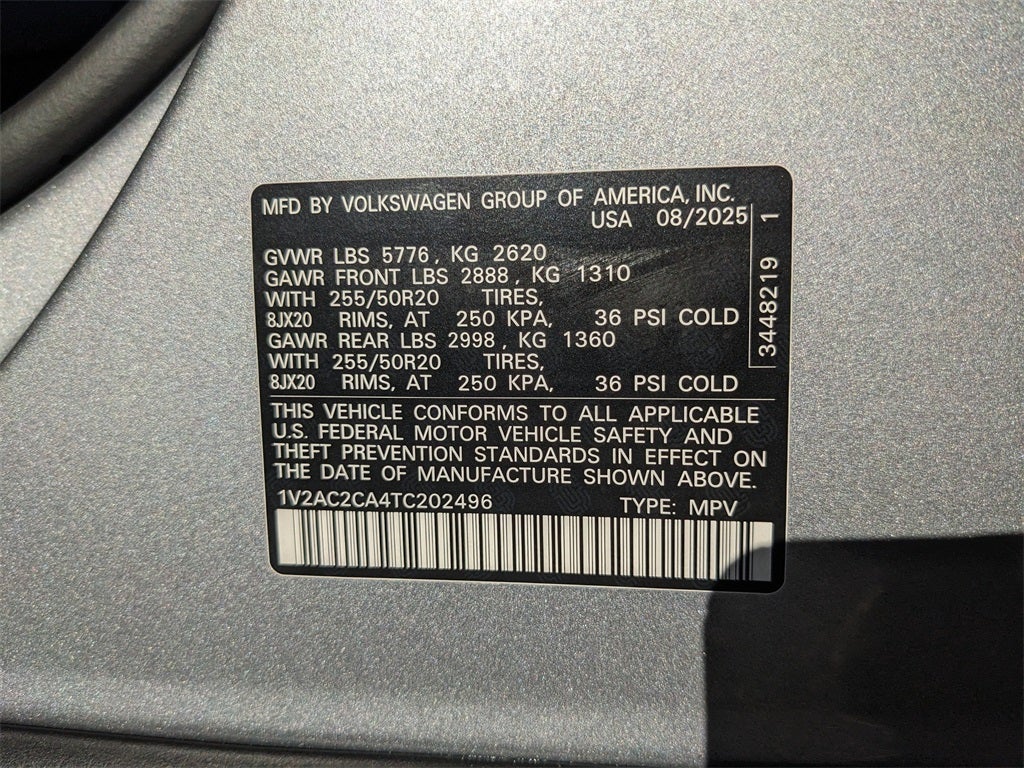 MFD BY VOLKSWAGEN GROUP OF AMERICA, INC.
USA 08/2025
GVWR LBS 5776, KG 2620
GAWR FRONT LBS 2888, KG 1310
WITH 255/50R20 TIRES,
8JX20 RIMS, AT 250 KPA, 36 PSI COLD
GAWR REAR LBS 2998, KG 1360
WITH 255/50R20 TIRES,
8JX20 RIMS, AT 250 KPA, 36 PSI COLD
3448219 1
THIS VEHICLE CONFORMS TO ALL APPLICABLE
U.S. FEDERAL MOTOR VEHICLE SAFETY AND
THEFT PREVENTION STANDARDS IN EFFECT ON
THE DATE OF MANUFACTURE SHOWN ABOVE.
1V2AC2CA4TC202496 TYPE: MPV